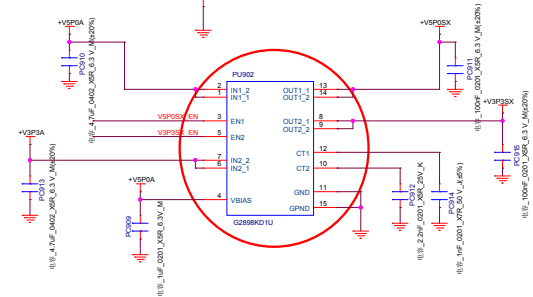 +V5P0A
PC910
电容_4.7uF_0402_X5R_6.3 V_M(±20%)
+V5P0SX
PC911
电容_100nF_0201_X5R_6.3 V_M(±20%)
PU902
2 IN1_2 OUT1_1 13
1 IN1_1 OUT1_2 14
V5P0SX_EN 3 EN1 OUT2_1 8
V3P3SX_EN 5 EN2 OUT2_2 9
7 IN2_2 CT1 12
6 IN2_1 CT2 10
4 VBIAS GND 11
GPND 15
G2898KD1U
+V3P3A
PC913
电容_4.7uF_0402_X5R_6.3 V_M(±20%)
+V5P0A
PC909
电容_1uF_0201_X5R_6.3V_M
+V3P3SX
PC915
电容_100nF_0201_X5R_6.3 V_M(±20%)
PC912
电容_2.2nF_0201_X5R_25V_K
PC914
电容_1nF_0201_X7R_50 V_J(±5%)